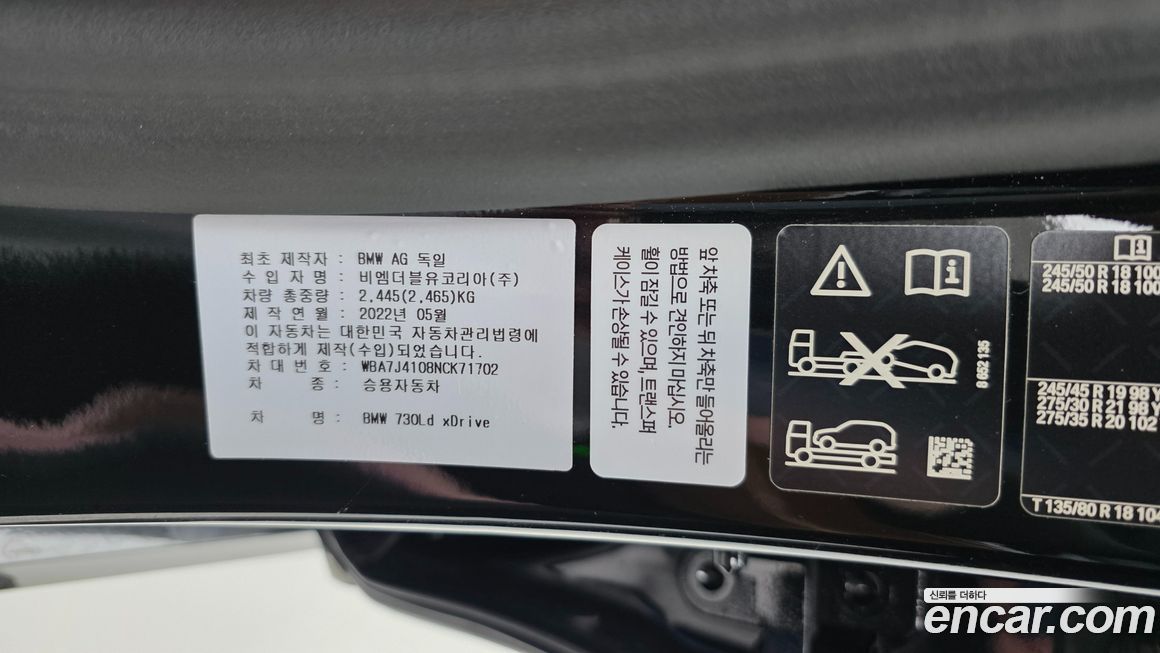 최초 제작자 : BMW AG 독일
수 입 자 명 : 비엠더블유코리아(주)
차량 총중량 : 2,445(2,465)KG
제 작 연 월 : 2022년 05월
이 자동차는 대한민국 자동차관리법령에
적합하게 제작(수입)되었습니다.
차 대 번 호 : WBA7J4108NCK71702
차 종 : 승용자동차
차 명 : BMW 730Ld xDrive
앞 차축 또는 뒤 차축만 들어올리는
방법으로 견인하지 마십시오.
휠이 잠길 수 있으며, 트랜스퍼
케이스가 손상될 수 있습니다.
8 652 135
245/50 R 18 100
245/50 R 18 100
245/45 R 19 98 Y
275/30 R 21 98 Y
275/35 R 20 102
T 135/80 R 18 104
신뢰를 더하다
encar.com